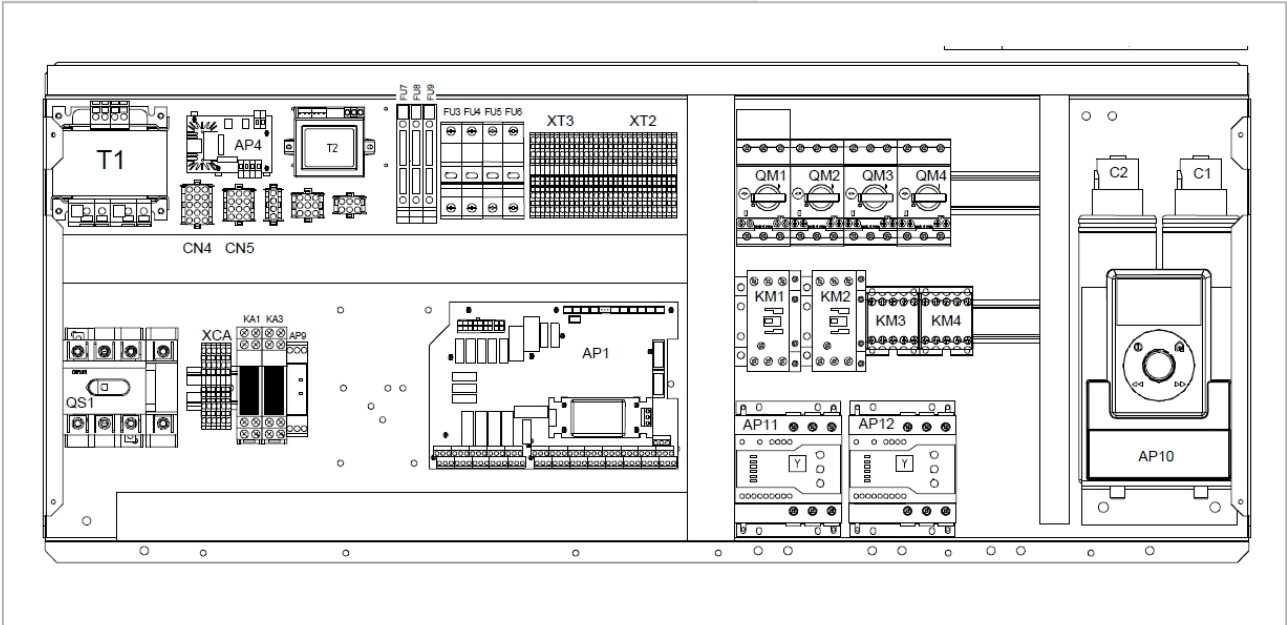 FU7
FU8
FU9
FU3 FU4 FU5 FU6
XT3
XT2
T1
AP4
T2
CN4
CN5
QM1
QM2
QM3
QM4
C2
C1
KM1
KM2
KM3
KM4
XCA
KA1
KA3
AP9
AP1
QS1
AP11
AP12
Y
Y
AP10